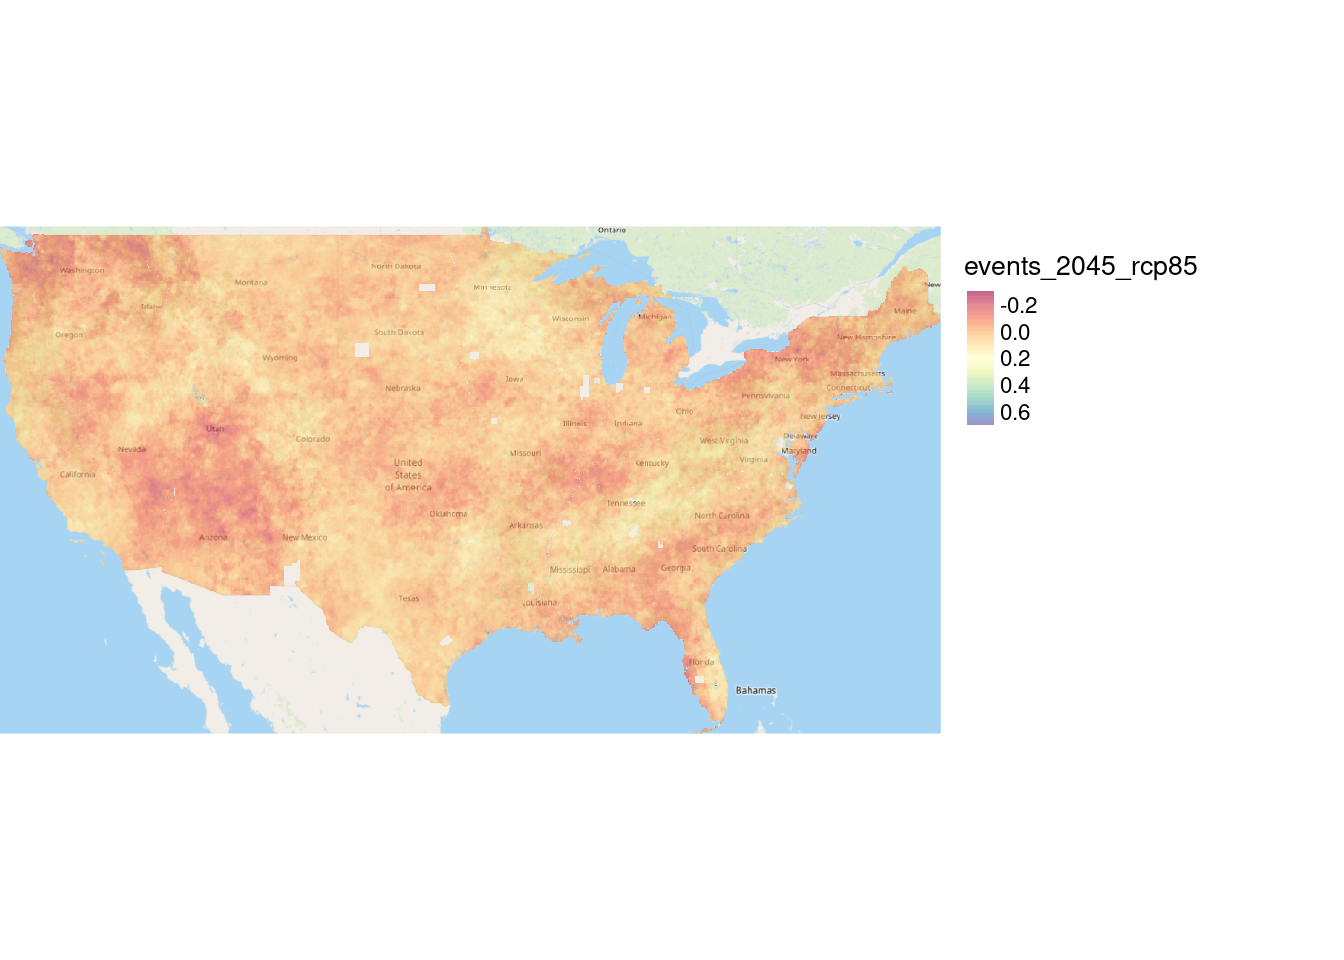 Ontario
New
Washington
North Dakota
Montana
Minnesota
Idaho
Maine
Wisconsin
Michigan
Oregon
South Dakota
New Hampshire
Wyoming
New York
Massachusetts
Iowa
Nebraska
Connecticut
Pennsylvania
Ohio
New Jersey
Utah
Illinois
Indiana
Colorado
Delaware
West Virginia
Nevada
Missouri
Maryland
United
States
of America
Kentucky
Virginia
California
Tennessee
Oklahoma
North Carolina
Arkansas
Arizona
New Mexico
South Carolina
Mississippi
Alabama
Georgia
Texas
Louisiana
Florida
Bahamas
events_2045_rcp85
-0.2
0.0
0.2
0.4
0.6